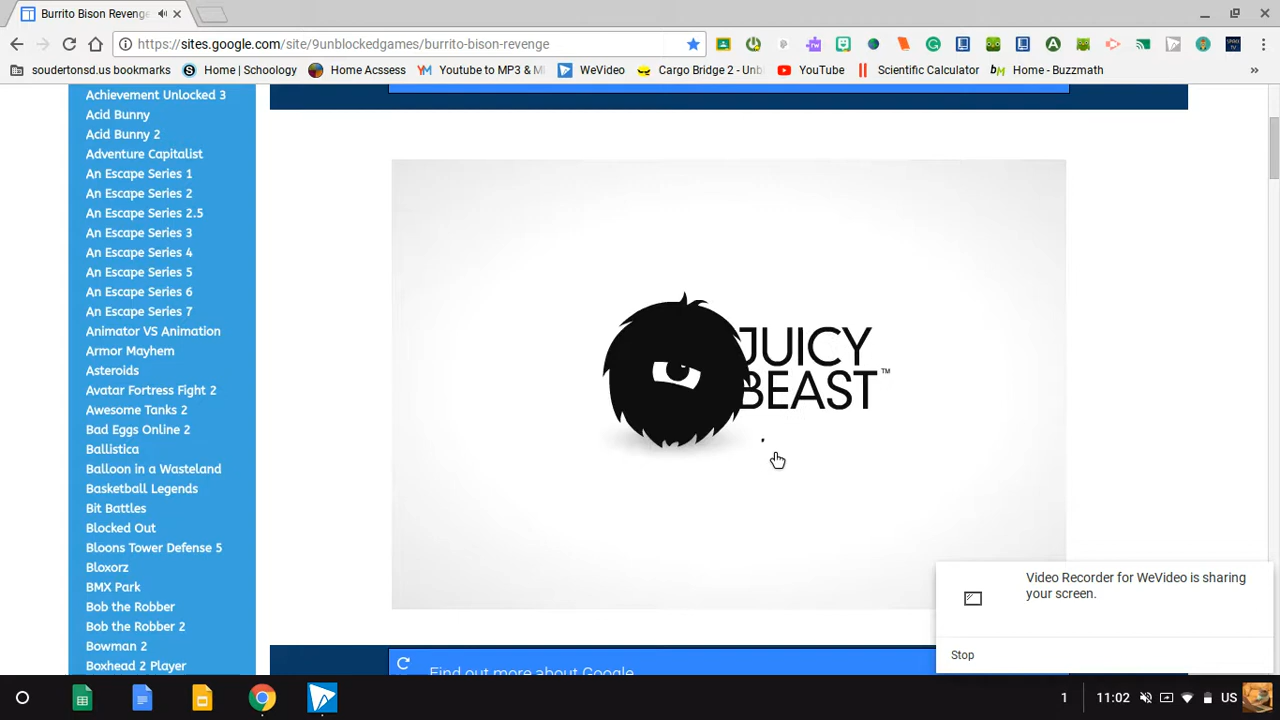 Burrito Bison Reveng
https://sites.google.com/site/9unblockedgames/burrito-bison-revenge
soudertonsd.us bookmarks
Home | Schoology
Home Acssess
Youtube to MP3 & M
WeVideo
Cargo Bridge 2 - Unb
YouTube
Scientific Calculator
Home - Buzzmath
Achievement Unlocked 3
Acid Bunny
Acid Bunny 2
Adventure Capitalist
An Escape Series 1
An Escape Series 2
An Escape Series 2.5
An Escape Series 3
An Escape Series 4
An Escape Series 5
An Escape Series 6
An Escape Series 7
Animator VS Animation
Armor Mayhem
Asteroids
Avatar Fortress Fight 2
Awesome Tanks 2
Bad Eggs Online 2
Ballistica
Balloon in a Wasteland
Basketball Legends
Bit Battles
Blocked Out
Bloons Tower Defense 5
Bloxorz
BMX Park
Bob the Robber
Bob the Robber 2
Bowman 2
Boxhead 2 Player
JUICY
BEAST™
Find out more about Google
Video Recorder for WeVideo is sharing
your screen.
Stop
1
11:02
US